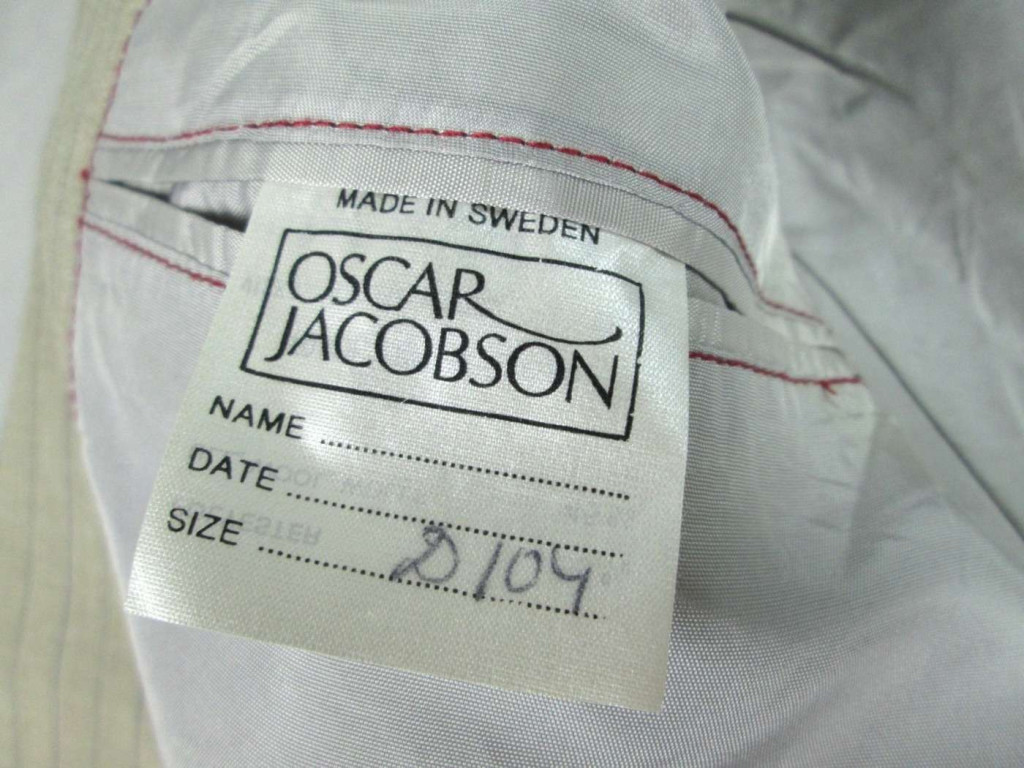 MADE IN SWEDEN
OSCAR
JACOBSON
NAME
DATE
SIZE D104